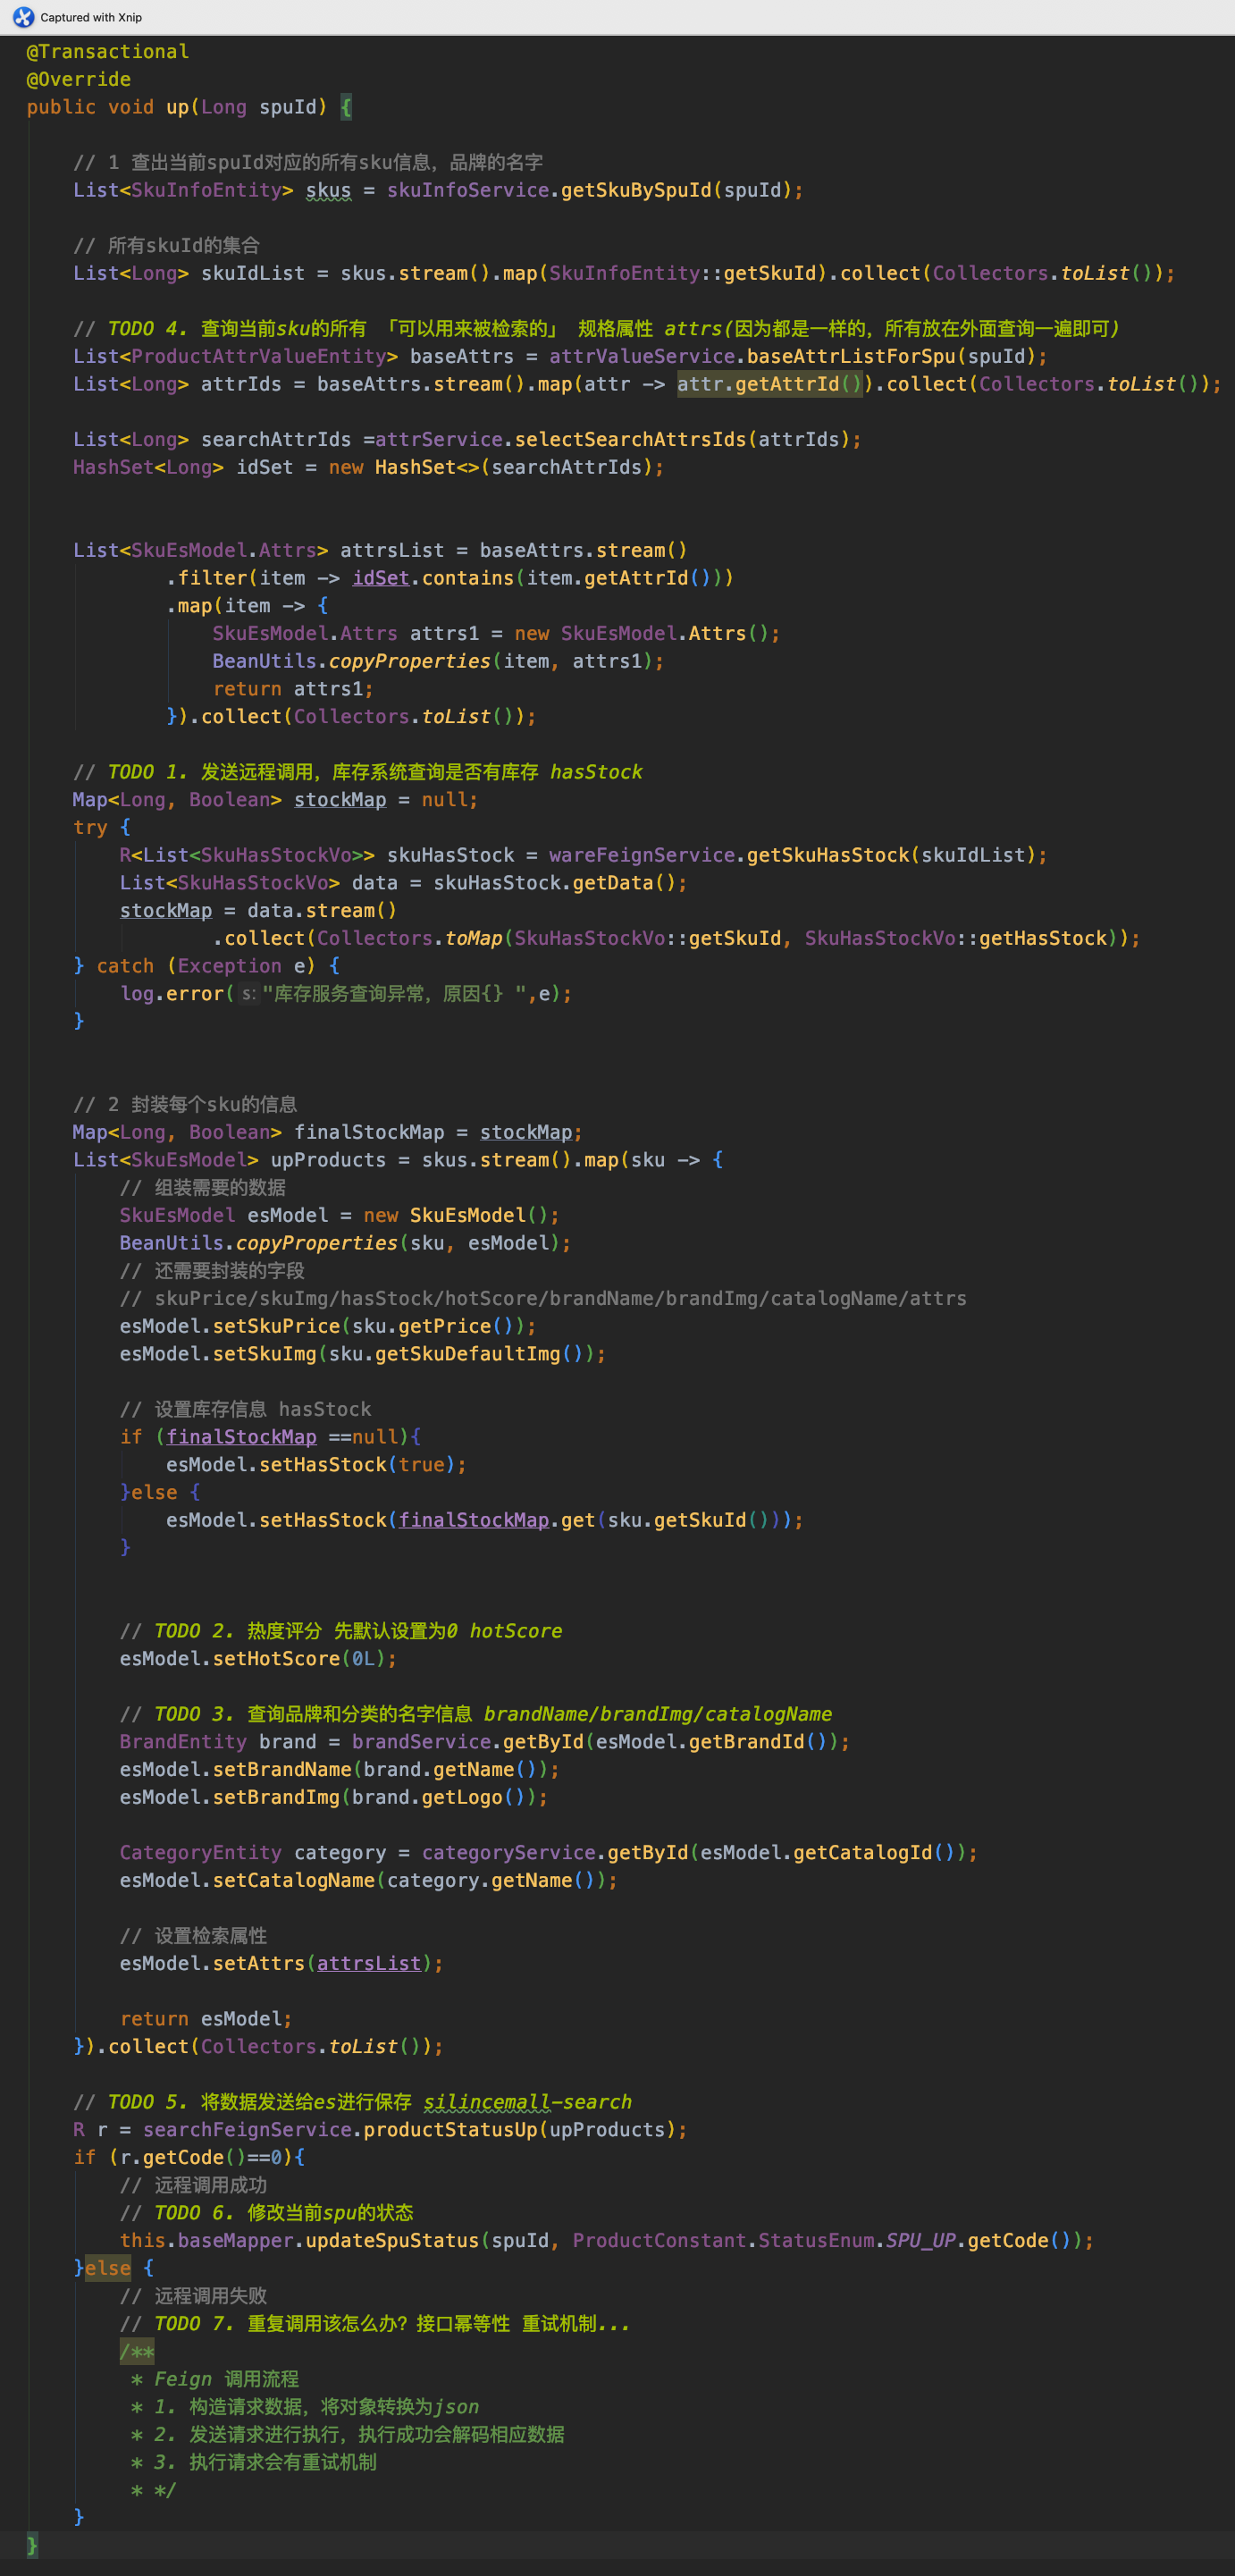 Captured with Xnip
@Transactional
@Override
public void up(Long spuId) {
// 1 查出当前spuId对应的所有sku信息，品牌的名字
List<SkuInfoEntity> skus = skuInfoService.getSkuBySpuId(spuId);
// 所有skuId的集合
List<Long> skuIdList = skus.stream().map(SkuInfoEntity::getSkuId).collect(Collectors.toList());
// TODO 4. 查询当前sku的所有 「可以用来被检索的」 规格属性 attrs(因为都是一样的，所有放在外面查询一遍即可)
List<ProductAttrValueEntity> baseAttrs = attrValueService.baseAttrListForSpu(spuId);
List<Long> attrIds = baseAttrs.stream().map(attr -> attr.getAttrId()).collect(Collectors.toList());
List<Long> searchAttrIds =attrService.selectSearchAttrsIds(attrIds);
HashSet<Long> idSet = new HashSet<>(searchAttrIds);
List<SkuEsModel.Attrs> attrsList = baseAttrs.stream()
.filter(item -> idSet.contains(item.getAttrId()))
.map(item -> {
SkuEsModel.Attrs attrs1 = new SkuEsModel.Attrs();
BeanUtils.copyProperties(item, attrs1);
return attrs1;
}).collect(Collectors.toList());
// TODO 1. 发送远程调用，库存系统查询是否有库存 hasStock
Map<Long, Boolean> stockMap = null;
try {
R<List<SkuHasStockVo>> skuHasStock = wareFeignService.getSkuHasStock(skuIdList);
List<SkuHasStockVo> data = skuHasStock.getData();
stockMap = data.stream()
.collect(Collectors.toMap(SkuHasStockVo::getSkuId, SkuHasStockVo::getHasStock));
} catch (Exception e) {
log.error( s: "库存服务查询异常，原因{} ",e);
}
// 2 封装每个sku的信息
Map<Long, Boolean> finalStockMap = stockMap;
List<SkuEsModel> upProducts = skus.stream().map(sku -> {
// 组装需要的数据
SkuEsModel esModel = new SkuEsModel();
BeanUtils.copyProperties(sku, esModel);
// 还需要封装的字段
// skuPrice/skuImg/hasStock/hotScore/brandName/brandImg/catalogName/attrs
esModel.setSkuPrice(sku.getPrice());
esModel.setSkuImg(sku.getSkuDefaultImg());
// 设置库存信息 hasStock
if (finalStockMap ==null){
esModel.setHasStock(true);
}else {
esModel.setHasStock(finalStockMap.get(sku.getSkuId()));
}
// TODO 2. 热度评分 先默认设置为0 hotScore
esModel.setHotScore(0L);
// TODO 3. 查询品牌和分类的名字信息 brandName/brandImg/catalogName
BrandEntity brand = brandService.getById(esModel.getBrandId());
esModel.setBrandName(brand.getName());
esModel.setBrandImg(brand.getLogo());
CategoryEntity category = categoryService.getById(esModel.getCatalogId());
esModel.setCatalogName(category.getName());
// 设置检索属性
esModel.setAttrs(attrsList);
return esModel;
}).collect(Collectors.toList());
// TODO 5. 将数据发送给es进行保存 silincemall-search
R r = searchFeignService.productStatusUp(upProducts);
if (r.getCode()==0){
// 远程调用成功
// TODO 6. 修改当前spu的状态
this.baseMapper.updateSpuStatus(spuId, ProductConstant.StatusEnum.SPU_UP.getCode());
}else {
// 远程调用失败
// TODO 7. 重复调用该怎么办？接口幂等性 重试机制...
/**
* Feign 调用流程
* 1. 构造请求数据，将对象转换为json
* 2. 发送请求进行执行，执行成功会解码相应数据
* 3. 执行请求会有重试机制
* */
}
}